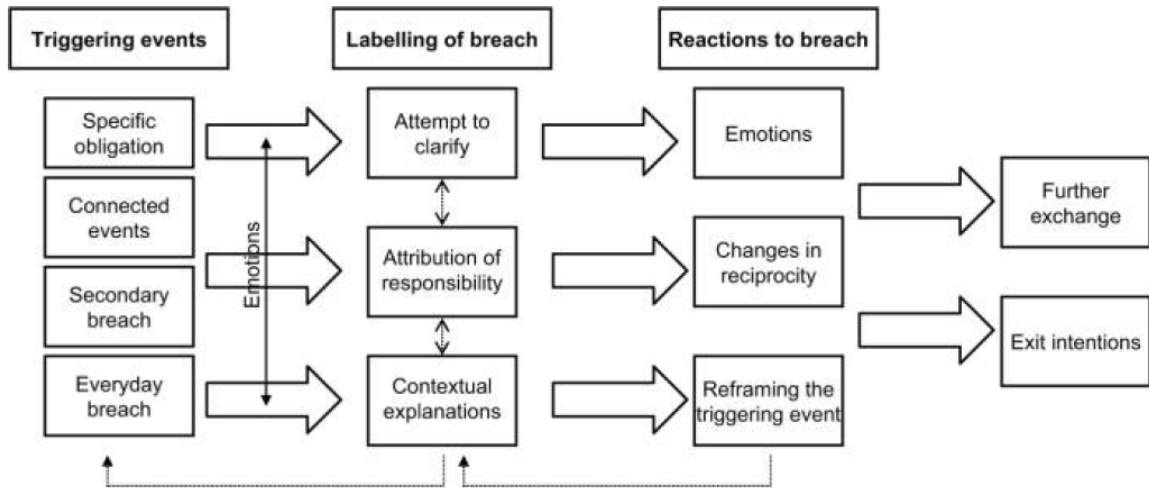 Triggering events
Labelling of breach
Reactions to breach
Specific
obligation
Connected
events
Secondary
breach
Everyday
breach
Emotions
Attempt to
clarify
Attribution of
responsibility
Contextual
explanations
Emotions
Changes in
reciprocity
Reframing the
triggering event
Further
exchange
Exit intentions